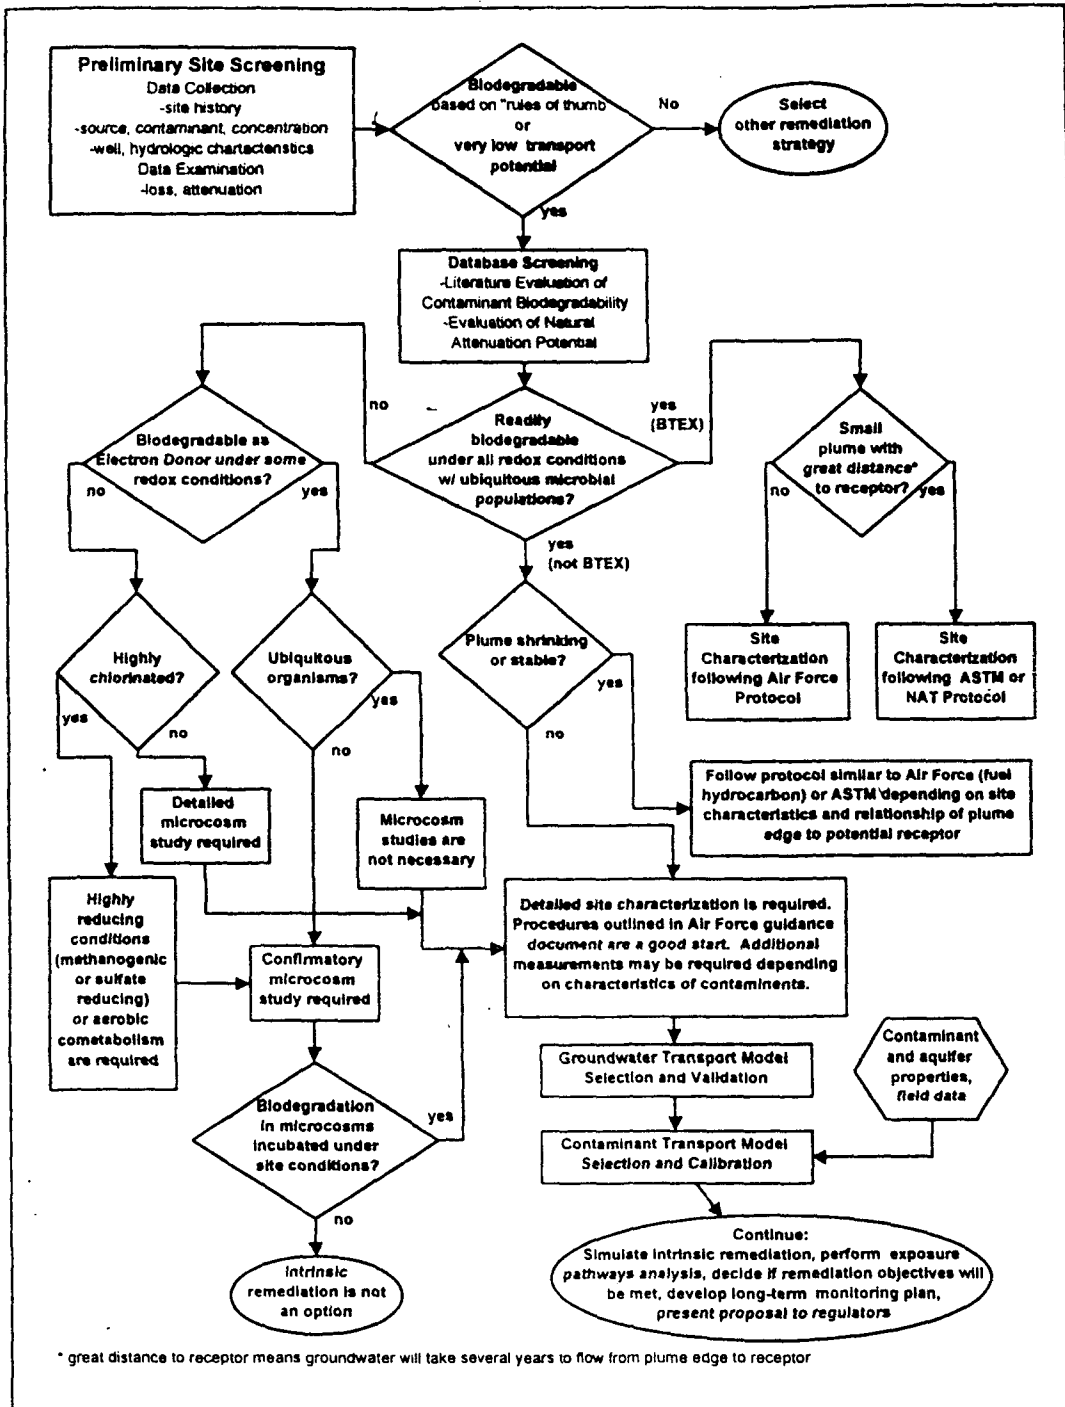 Preliminary Site Screening
Data Collection
-site history
-source, contaminant, concentration
-well, hydrologic chartactenstics
Data Examination
-loss, attenuation
Biodegradable
based on "rules of thumb
or
very low transport
potential
No
Select
other remediation
strategy
yes
Database Screening
-Literature Evaluation of
Contaminant Biodegradability
-Evaluation of Natural
Attenuation Potential
no
Readily
biodegradable
under all redox conditions
w/ ubiquitous microbial
populations?
yes
(BTEX)
Small
plume with
great distance*
to receptor?
no
yes
Biodegradable as
Electron Donor under some
redox conditions?
no
yes
yes
(not BTEX)
Highly
chlorinated?
yes
no
Ubiquitous
organisms?
yes
no
Plume shrinking
or stable?
yes
no
Site
Characterization
following Air Force
Protocol
Site
Characterization
following ASTM or
NAT Protocol
Follow protocol similar to Air Force (fuel
hydrocarbon) or ASTM depending on site
characteristics and relationship of plume
edge to potential receptor
Detailed
microcosm
study required
Microcosm
studies are
not necessary
Highly
reducing
conditions
(methanogenic
or sulfate
reducing)
or aerobic
cometabolism
are required
Confirmatory
microcosm
study required
Detailed site characterization is required.
Procedures outlined in Air Force guidance
document are a good start. Additional
measurements may be required depending
on characteristics of contaminents.
Groundwater Transport Model
Selection and Validation
Contaminant
and aquifer
properties,
field data
Contaminant Transport Model
Selection and Calibration
Biodegradation
in microcosms
incubated under
site conditions?
yes
no
Intrinsic
remediation is not
an option
Continue:
Simulate intrinsic remediation, perform exposure
pathways analysis, decide if remediation objectives will
be met, develop long-term monitoring plan,
present proposal to regulators
* great distance to receptor means groundwater will take several years to flow from plume edge to receptor